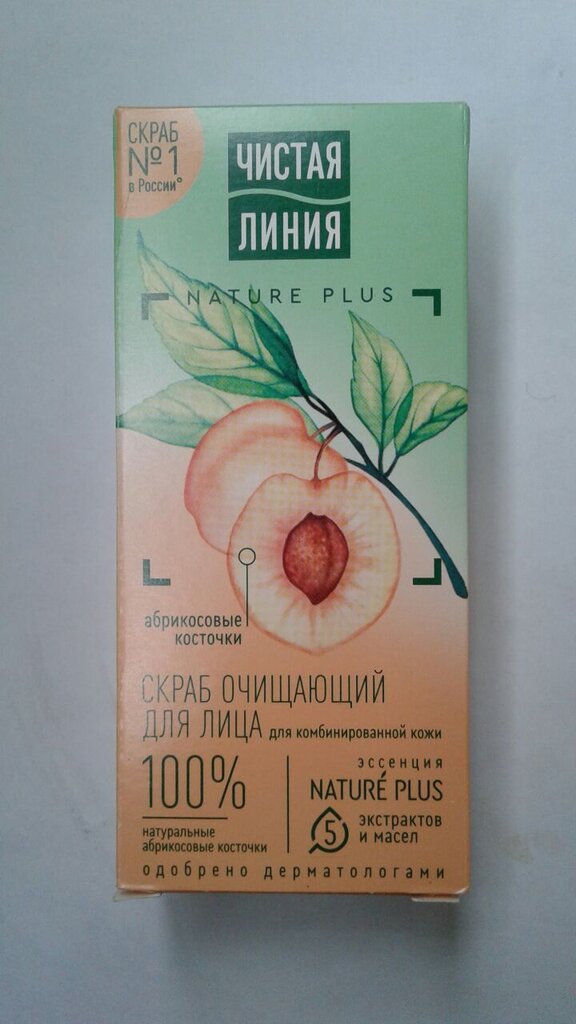 СКРАБ
№1
в России°
ЧИСТАЯ
ЛИНИЯ
NATURE PLUS
абрикосовые
косточки
СКРАБ ОЧИЩАЮЩИЙ
ДЛЯ ЛИЦА для комбинированной кожи
100%
натуральные
абрикосовые косточки
эссенция
NATURÉ PLUS
5 экстрактов
и масел
одобрено дерматологами